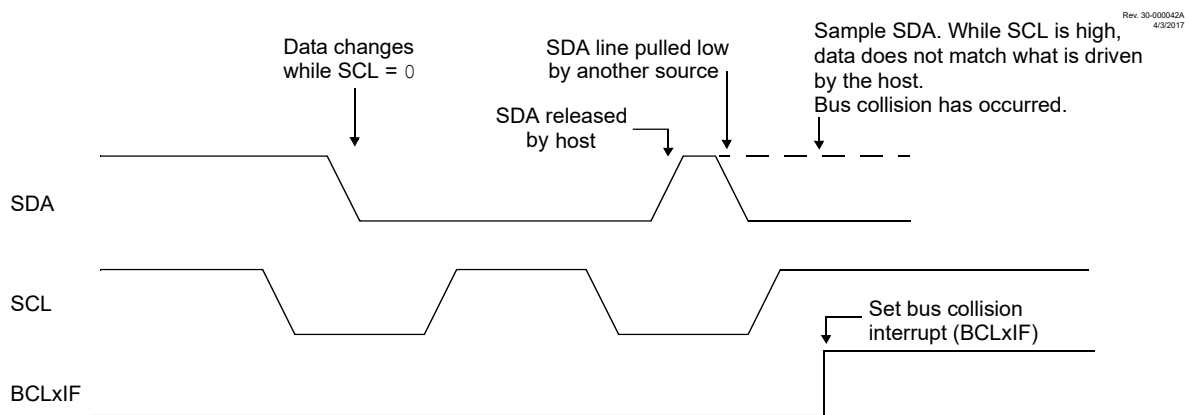 Rev. 30-000042A
4/3/2017
Data changes
while SCL = 0
SDA line pulled low
by another source
SDA released
by host
Sample SDA. While SCL is high,
data does not match what is driven
by the host.
Bus collision has occurred.
SDA
SCL
Set bus collision
interrupt (BCLxIF)
BCLxIF